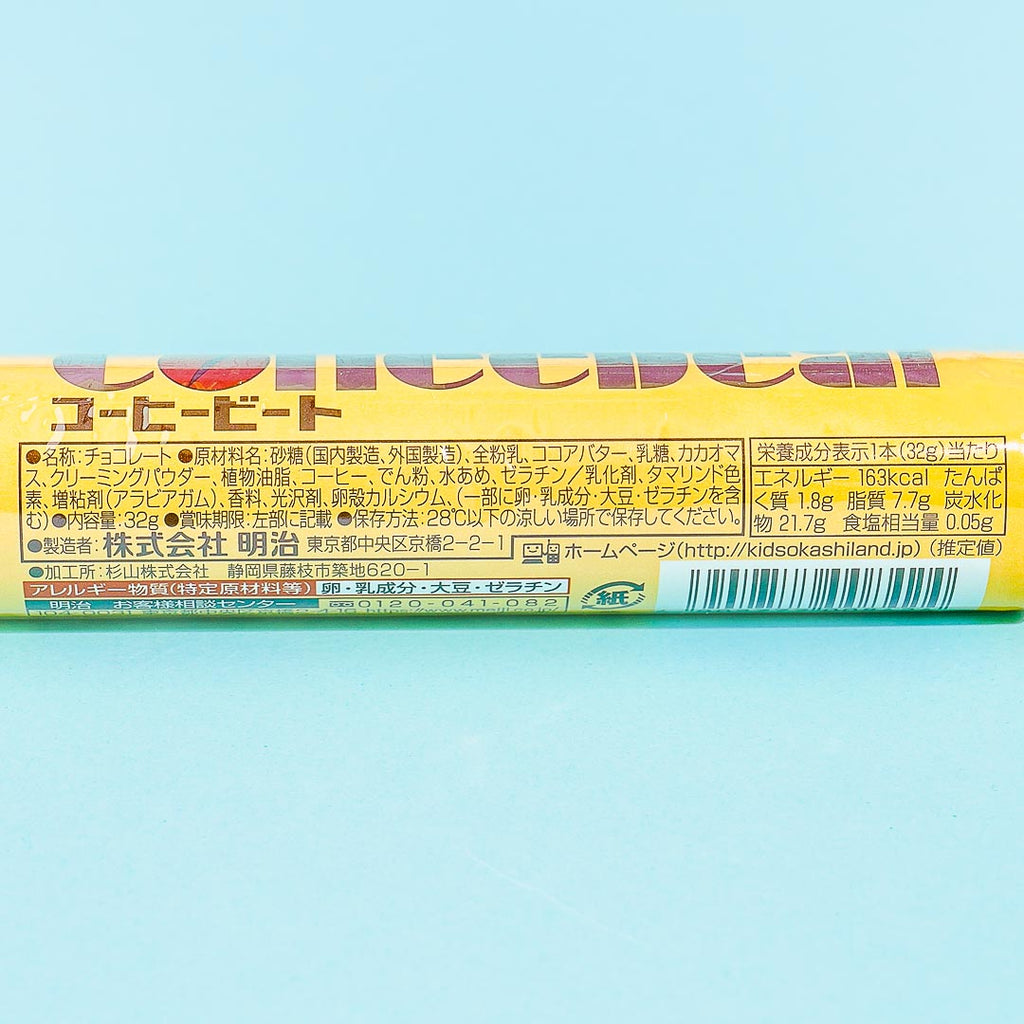 coffeebeat
コーヒービート
●名称:チョコレート ●原材料名:砂糖(国内製造、外国製造)、全粉乳、ココアバター、乳糖、カカオマ
ス、クリーミングパウダー、植物油脂、コーヒー、でん粉、水あめ、ゼラチン/乳化剤、タマリンド色
素、増粘剤(アラビアガム)、香料、光沢剤、卵殻カルシウム、(一部に卵・乳成分・大豆・ゼラチンを含
む) ●内容量:32g ●賞味期限:左部に記載 ●保存方法:28℃以下の涼しい場所で保存してください。
●製造者:株式会社 明治 東京都中央区京橋2-2-1
●加工所:杉山株式会社 静岡県藤枝市築地620-1
アレルギー物質(特定原材料等) 卵・乳成分・大豆・ゼラチン
明治 お客様相談センター 0120-041-082
栄養成分表示1本(32g)当たり
エネルギー 163kcal たんぱ
く質 1.8g 脂質 7.7g 炭水化
物 21.7g 食塩相当量 0.05g
ホームページ(http://kidsokashiland.jp) (推定値)
紙